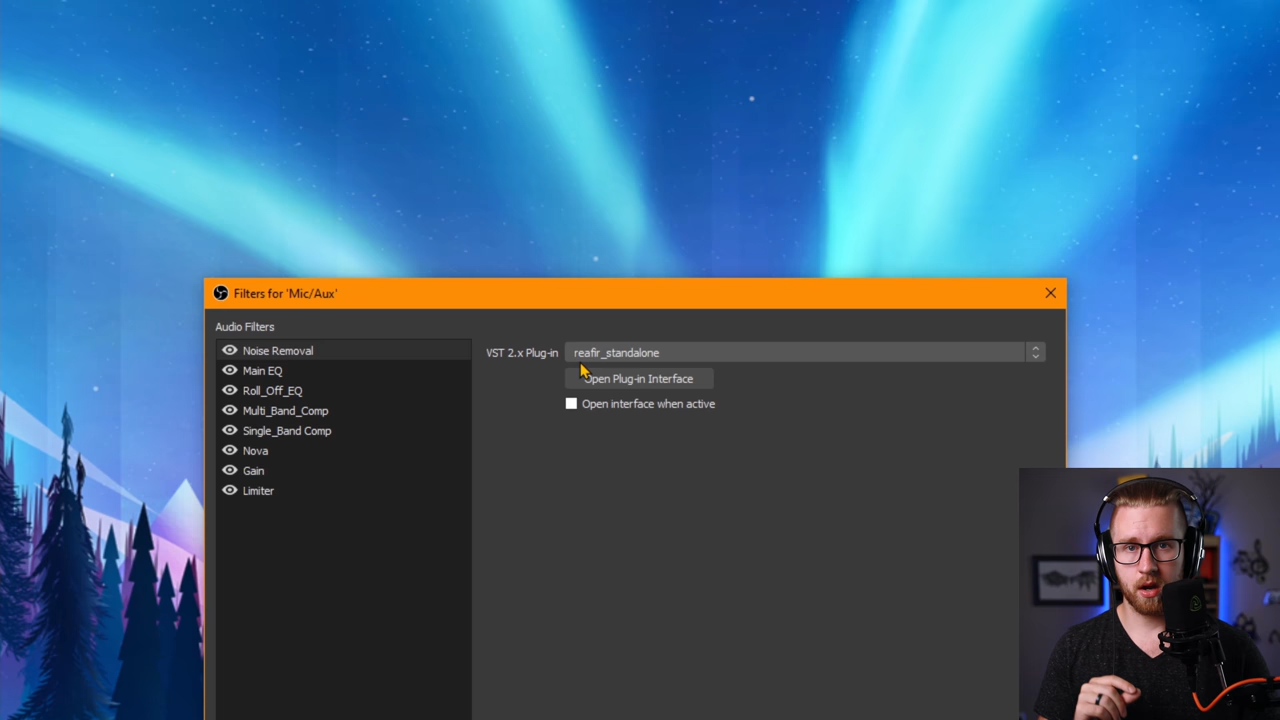 Filters for 'Mic/Aux'
Audio Filters
Noise Removal
Main EQ
Roll_Off_EQ
Multi_Band_Comp
Single_Band Comp
Nova
Gain
Limiter
VST 2.x Plug-in reafir_standalone
Open Plug-in Interface
Open interface when active